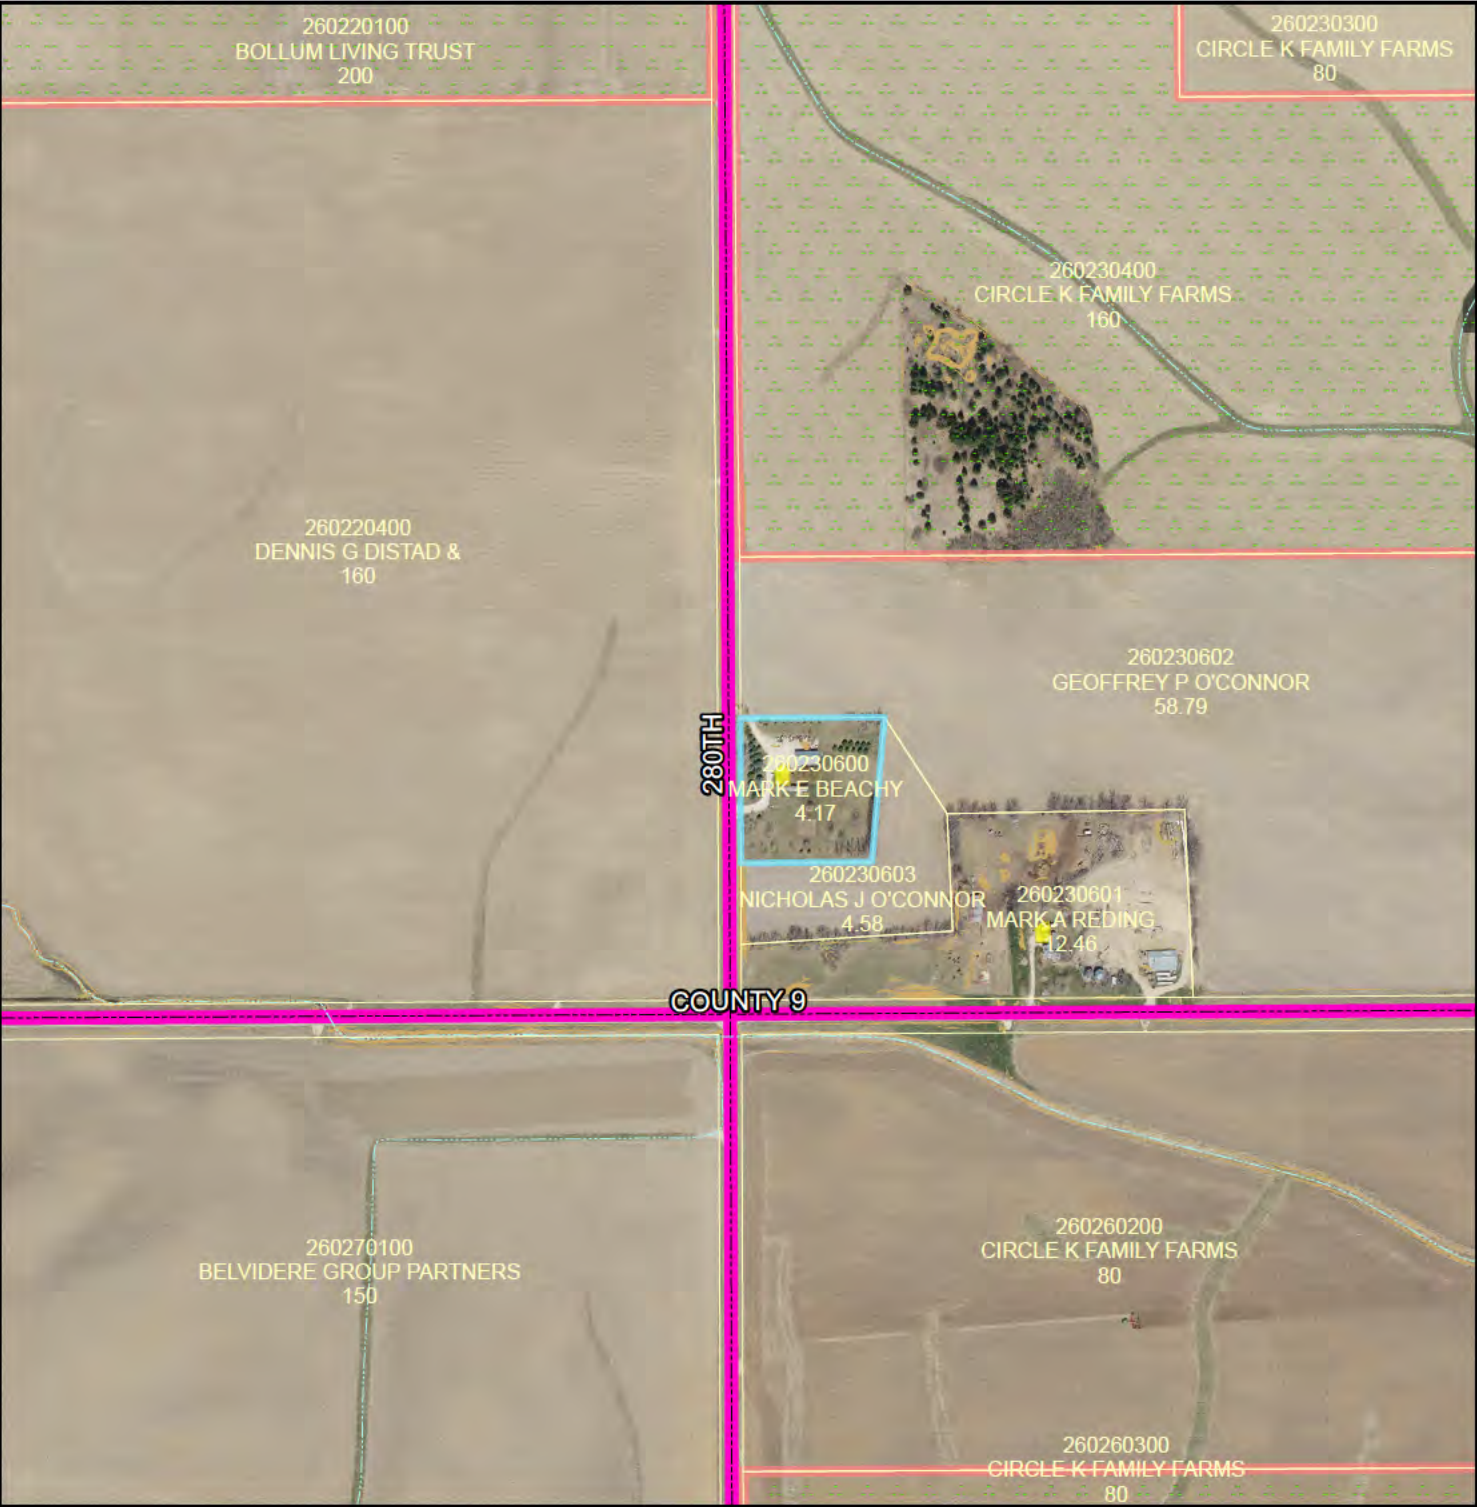 260220100
BOLLUM LIVING TRUST
200
260230300
CIRCLE K FAMILY FARMS
80
260230400
CIRCLE K FAMILY FARMS
160
260220400
DENNIS G DISTAD &
160
260230602
GEOFFREY P O'CONNOR
58.79
280TH
260230600
MARK E BEACHY
4.17
260230603
NICHOLAS J O'CONNOR
4.58
260230601
MARK A REDING
12.46
COUNTY 9
260260200
CIRCLE K FAMILY FARMS
80
260270100
BELVIDERE GROUP PARTNERS
150
260260300
CIRCLE K FAMILY FARMS
80